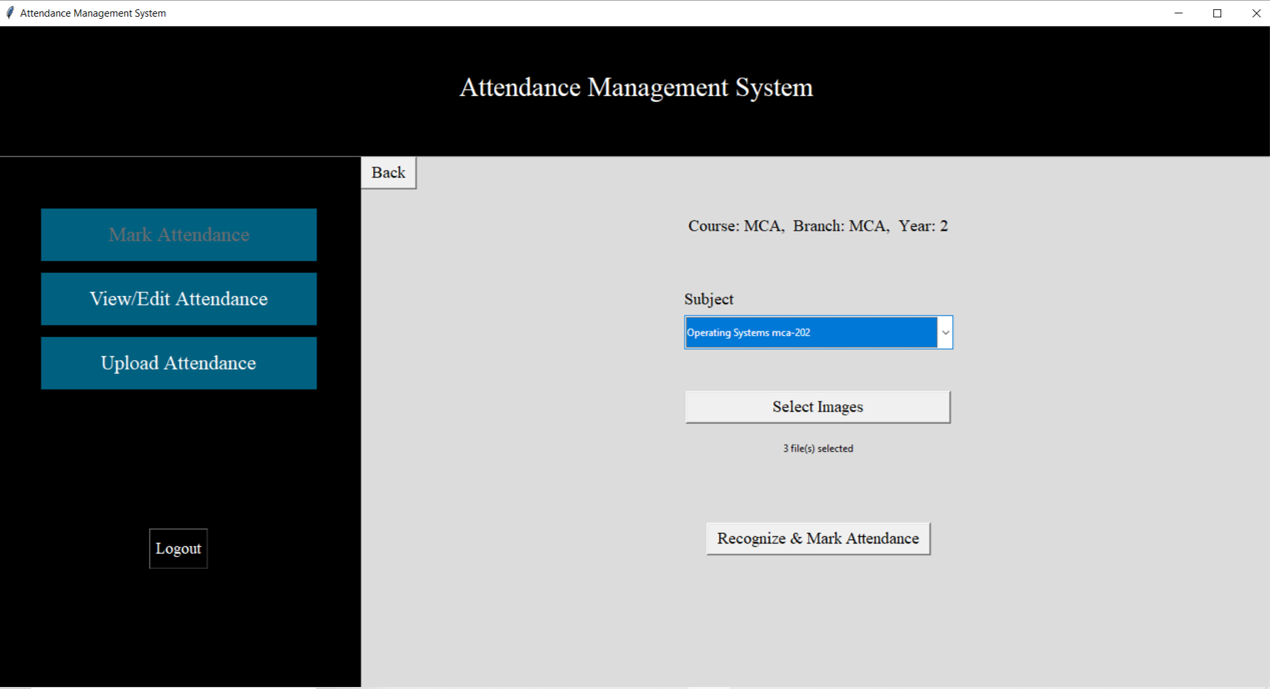 Attendance Management System
Attendance Management System
Back
Mark Attendance
View/Edit Attendance
Upload Attendance
Logout
Course: MCA,  Branch: MCA,  Year: 2
Subject
Operating Systems mca-202
Select Images
3 file(s) selected
Recognize & Mark Attendance